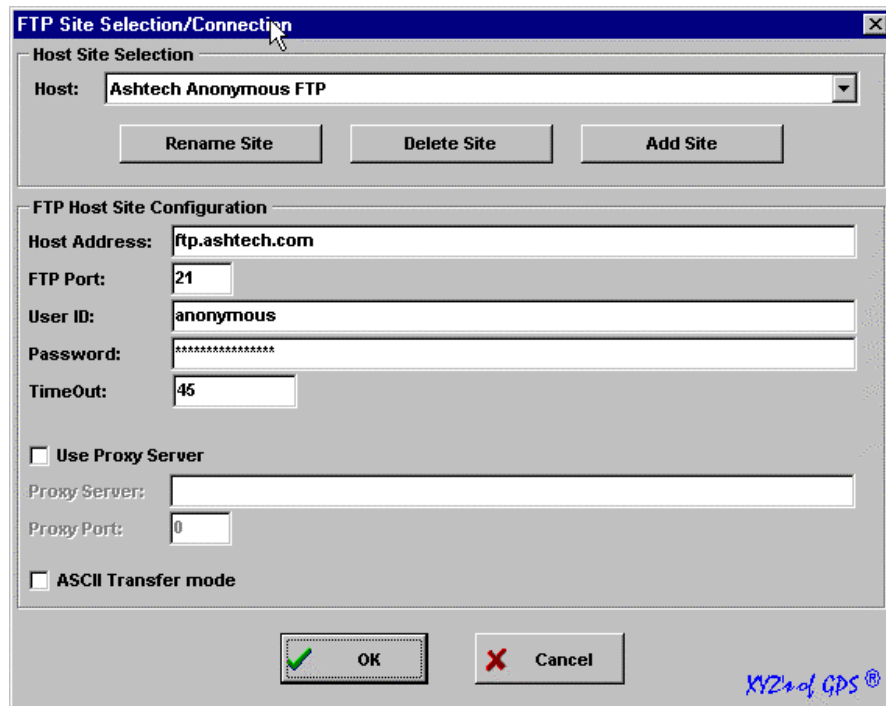 FTP Site Selection/Connection
Host Site Selection
Host: Ashtech Anonymous FTP
Rename Site Delete Site Add Site
FTP Host Site Configuration
Host Address: ftp.ashtech.com
FTP Port: 21
User ID: anonymous
Password: ****************
TimeOut: 45
Use Proxy Server
Proxy Server:
Proxy Port: 0
ASCII Transfer mode
OK Cancel
XYZ's of GPS ®